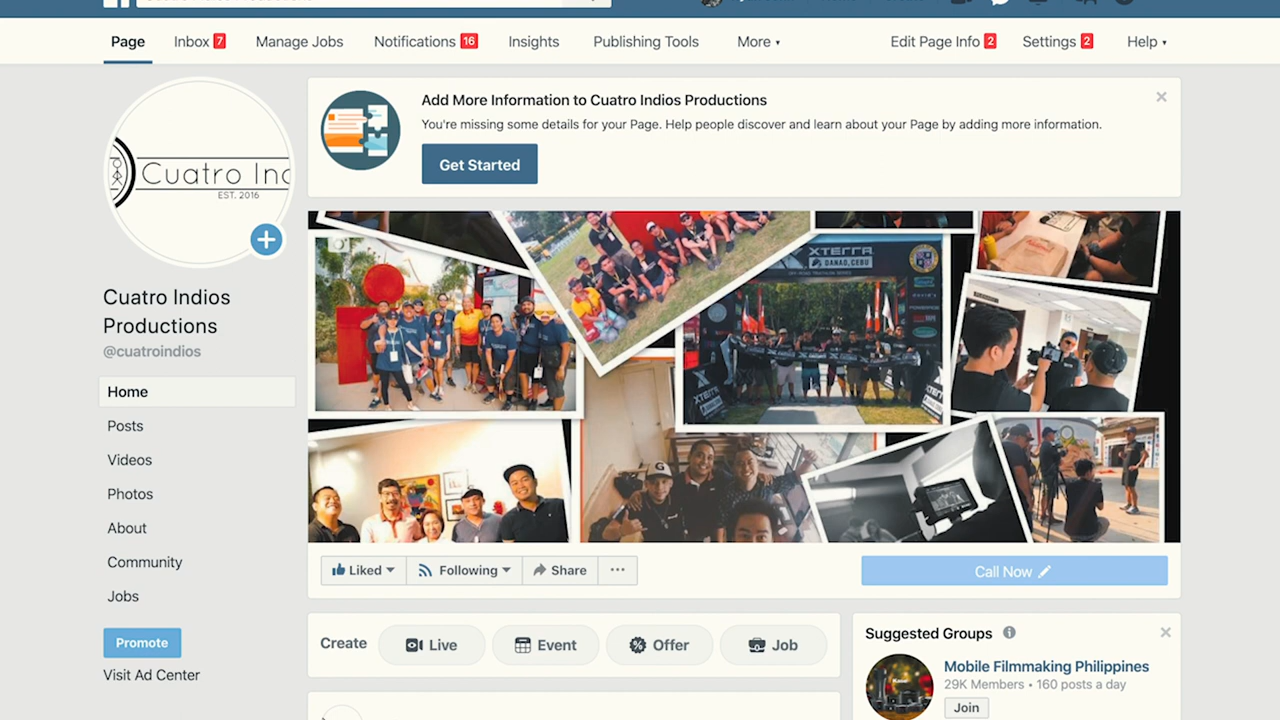 Page
Inbox 7
Manage Jobs
Notifications 16
Insights
Publishing Tools
More
Edit Page Info 2
Settings 2
Help
Cuatro Ind
EST. 2016
Add More Information to Cuatro Indios Productions
You're missing some details for your Page. Help people discover and learn about your Page by adding more information.
Get Started
Cuatro Indios
Productions
@cuatroindios
Home
Posts
Videos
Photos
About
Community
Jobs
Promote
Visit Ad Center
XTERRA
DANAO, CEBU
XTERRA
XTERRA
G
Liked
Following
Share
Call Now
Create
Live
Event
Offer
Job
Suggested Groups
Mobile Filmmaking Philippines
29K Members • 160 posts a day
Join